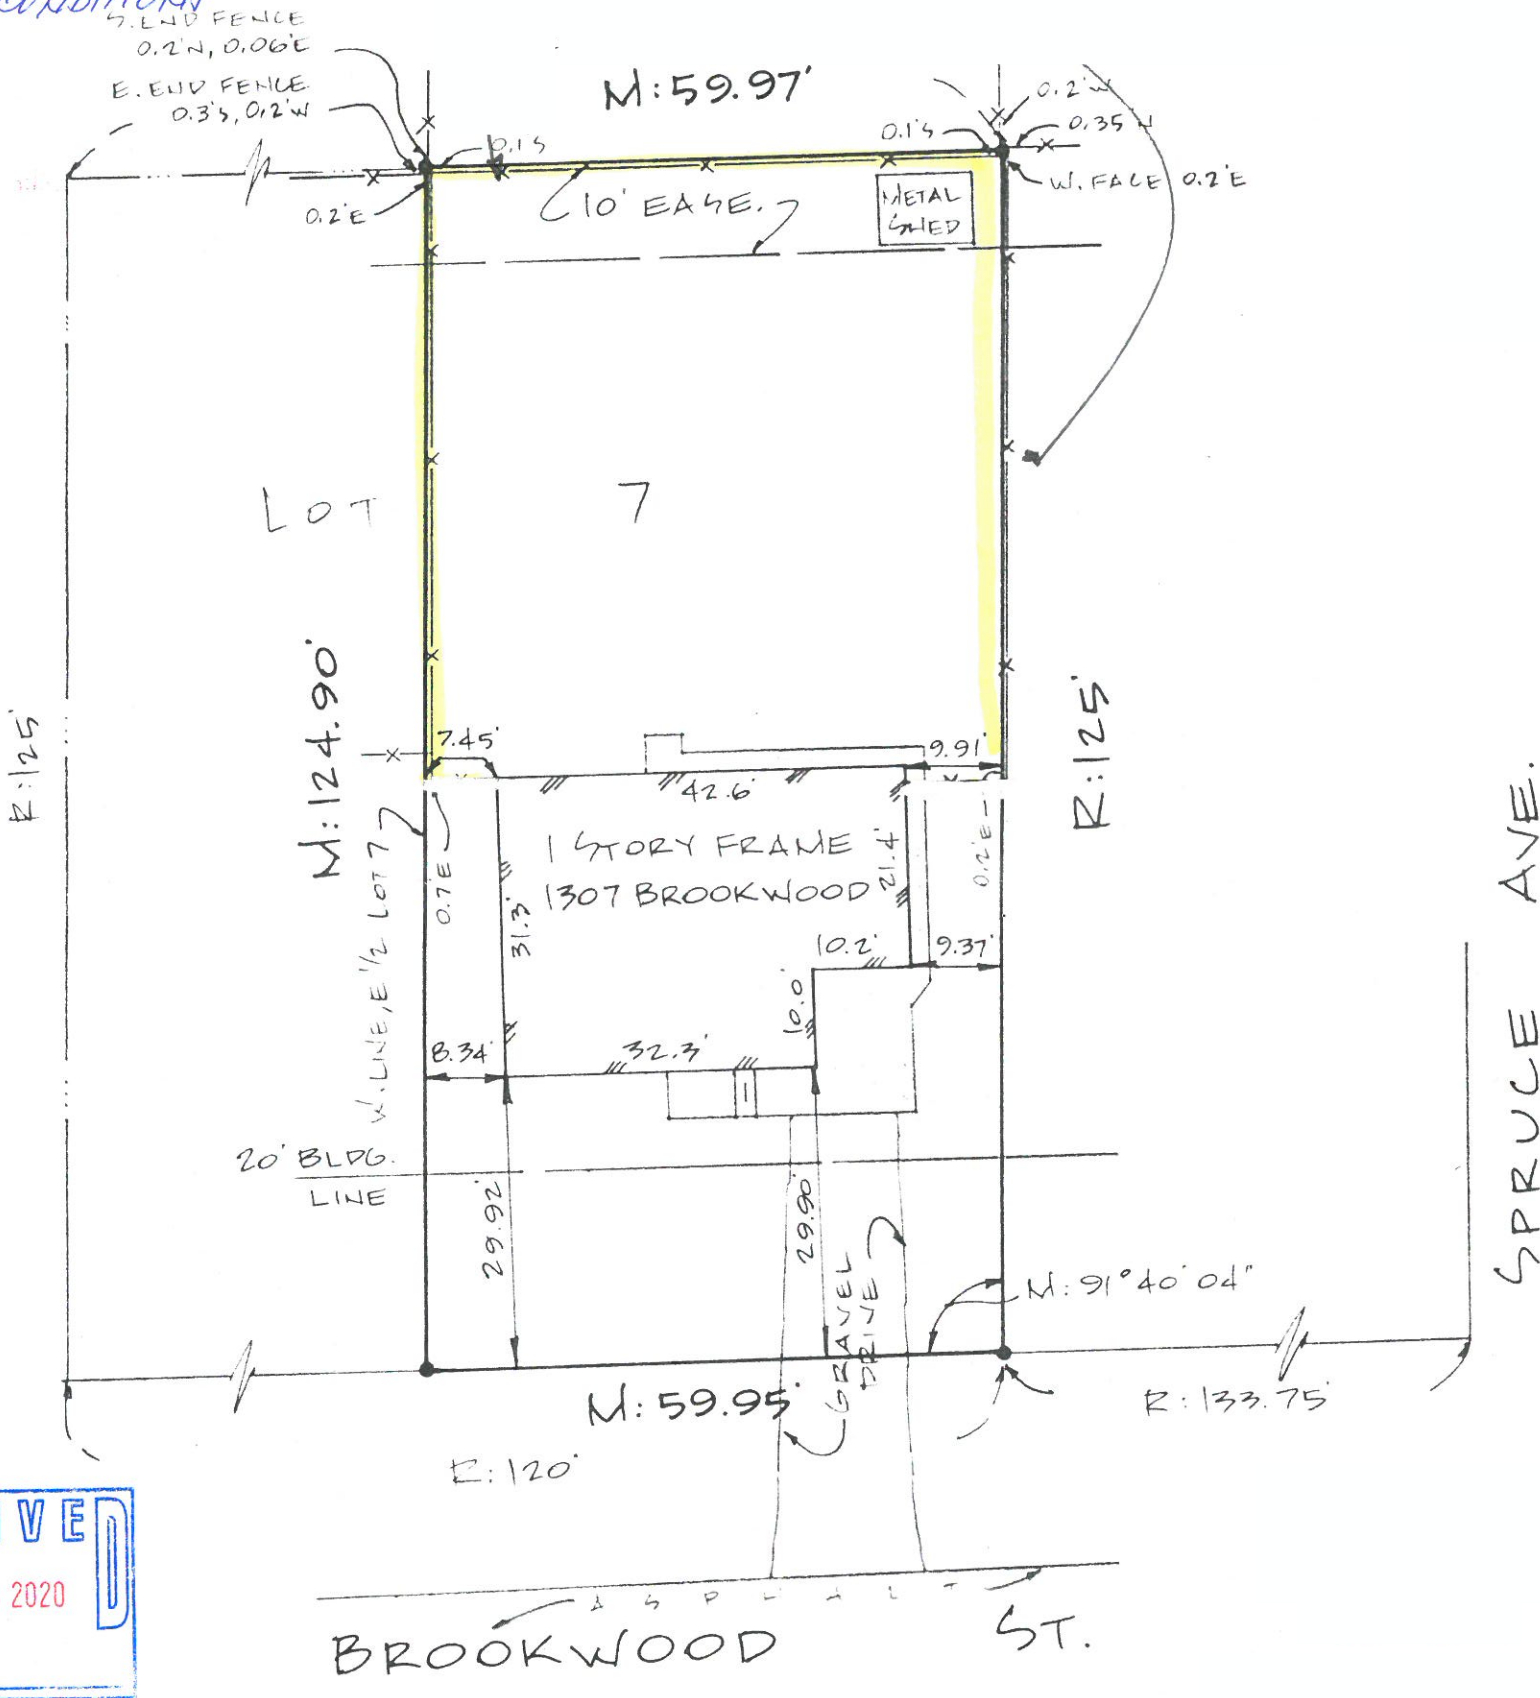 CONDITIONS
S. END FENCE
0.2'N, 0.06'E
E. END FENCE
0.3'S, 0.2'W
M: 59.97'
0.2'W
0.35'N
0.1'S
0.1'S
W. FACE 0.2'E
0.2'E
10' EASE.
METAL
SHED
LOT 7
R: 125'
M: 124.90'
R: 125'
7.45'
9.91'
42.6'
1 STORY FRAME
1307 BROOKWOOD
21.4'
0.2'E
0.7'E
31.3'
W. LINE, E 1/2 LOT 7
10.2'
9.37'
10.0'
8.34'
32.3'
20' BLDG.
LINE
29.92'
29.90'
GRAVEL
DRIVE
M: 91° 40' 04"
SPRUCE AVE.
M: 59.95'
R: 133.75'
R: 120'
VED
2020
ASPHALT
BROOKWOOD ST.